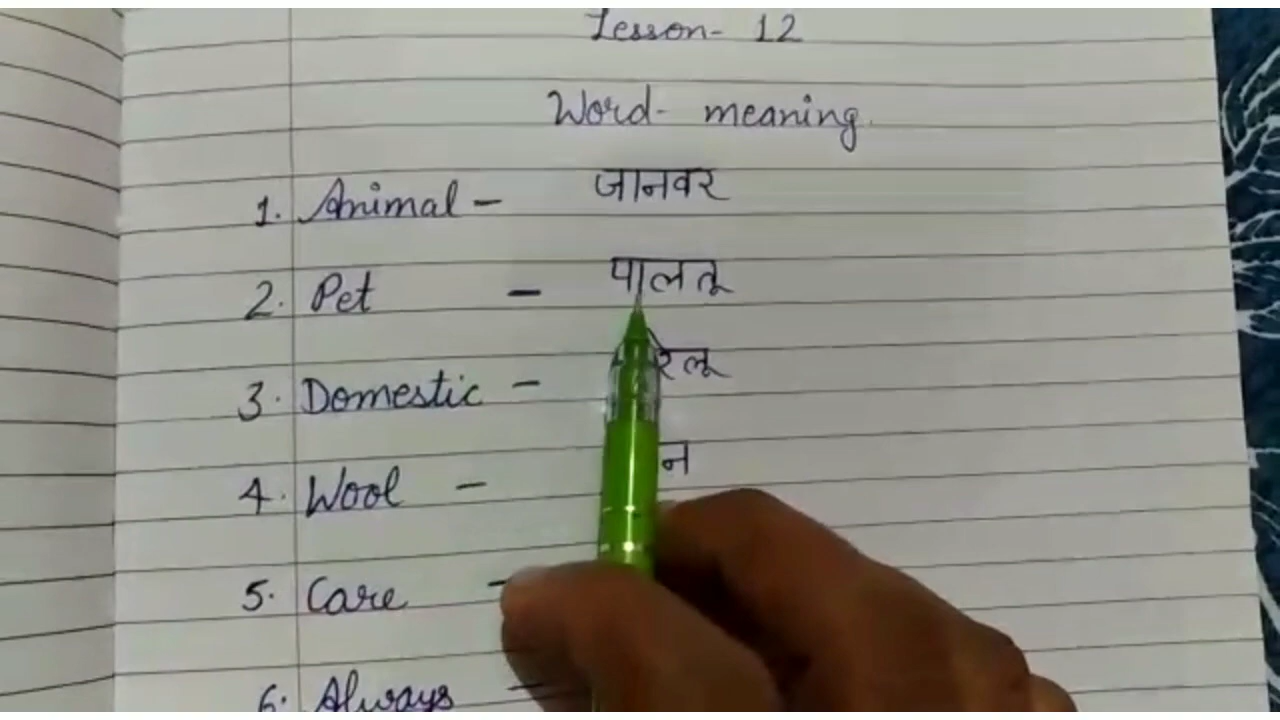 Lesson- 12
Word- meaning.
1. Animal - जानवर
2. Pet - पालतू
3. Domestic -
4. Wool -
5. Care -
6. Always -